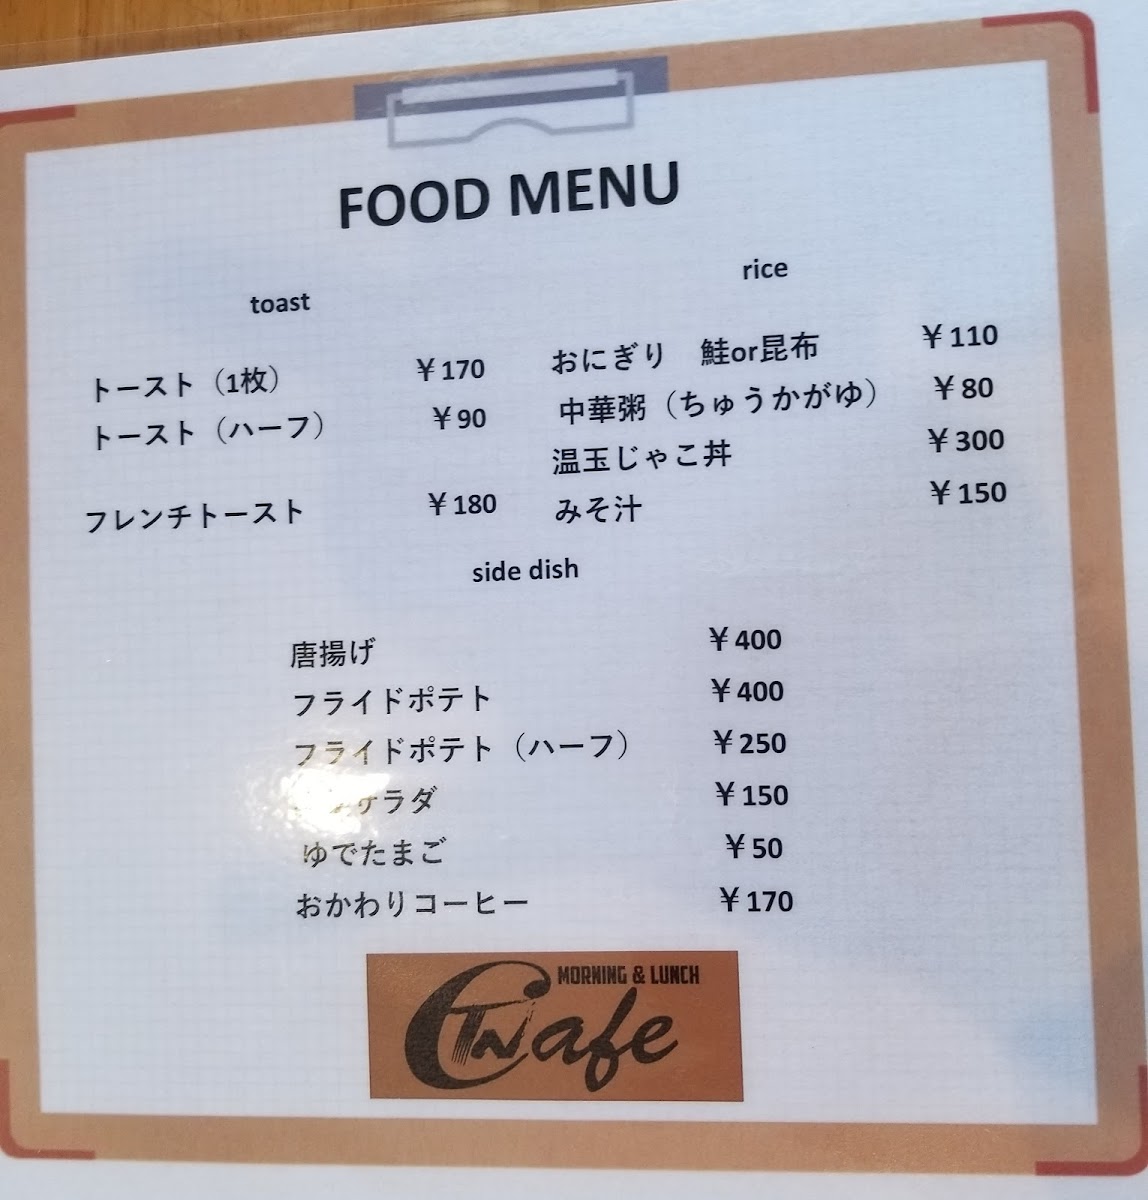 FOOD MENU
toast
トースト（1枚） ￥170
トースト（ハーフ） ￥90
フレンチトースト ￥180
rice
おにぎり　鮭or昆布 ￥110
中華粥（ちゅうかがゆ） ￥80
温玉じゃこ丼 ￥300
みそ汁 ￥150
side dish
唐揚げ ￥400
フライドポテト ￥400
フライドポテト（ハーフ） ￥250
サラダ ￥150
ゆでたまご ￥50
おかわりコーヒー ￥170
MORNING & LUNCH
TN Cafe